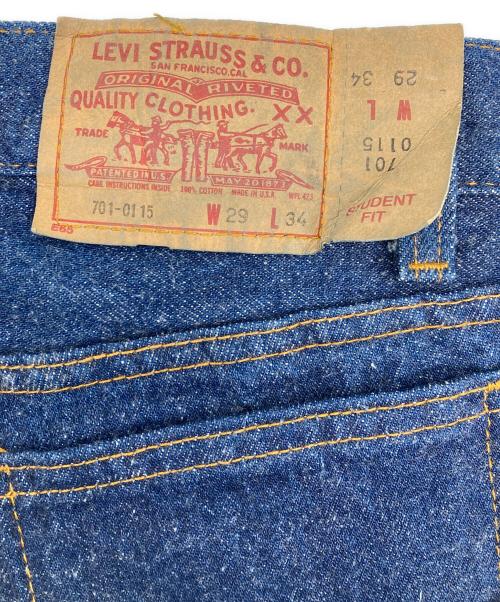 LEVI STRAUSS & CO.
SAN FRANCISCO, CAL
ORIGINAL RIVETED
QUALITY CLOTHING. XX
TRADE MARK
PATENTED IN U.S. MAY 20 1873
CARE INSTRUCTIONS INSIDE 100% COTTON MADE IN U.S.A. WPL 423
701-0115 W 29 L 34
E65
29 34
W L
701
0115
STUDENT
FIT